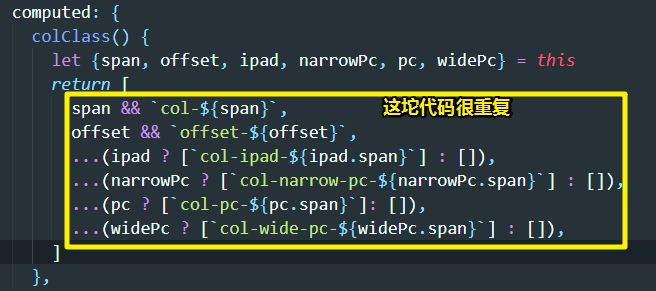 computed: {
colClass() {
let {span, offset, ipad, narrowPc, pc, widePc} = this
return [
span && `col-${span}`,
这坨代码很重复
offset && `offset-${offset}`,
...(ipad ? [`col-ipad-${ipad.span}`] : []),
...(narrowPc ? [`col-narrow-pc-${narrowPc.span}`] : []),
...(pc ? [`col-pc-${pc.span}`]: []),
...(widePc ? [`col-wide-pc-${widePc.span}`] : []),
]
},